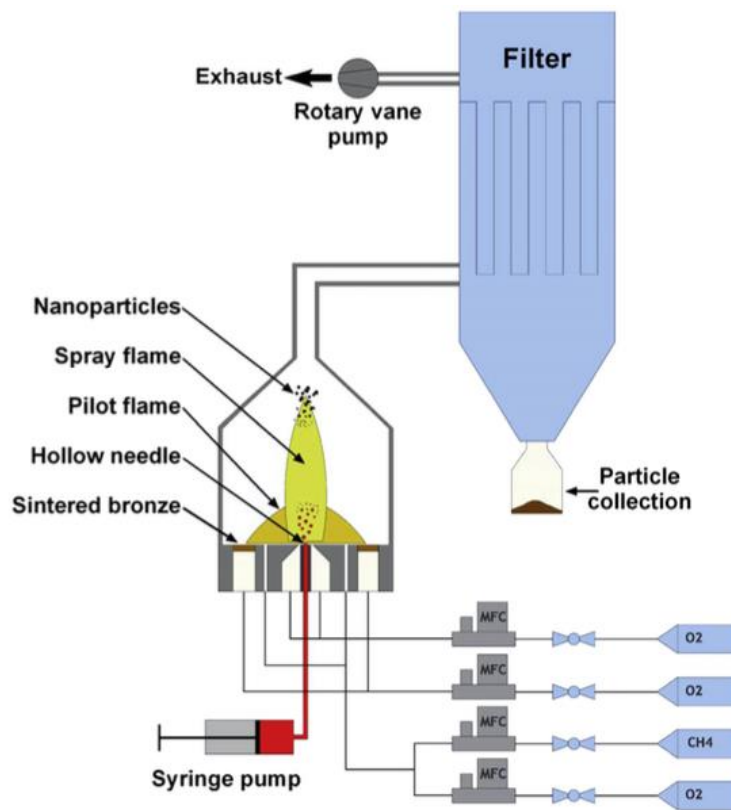 Filter
Exhaust
Rotary vane
pump
Nanoparticles
Spray flame
Pilot flame
Hollow needle
Sintered bronze
Particle
collection
MFC
O2
MFC
O2
MFC
CH4
MFC
O2
Syringe pump